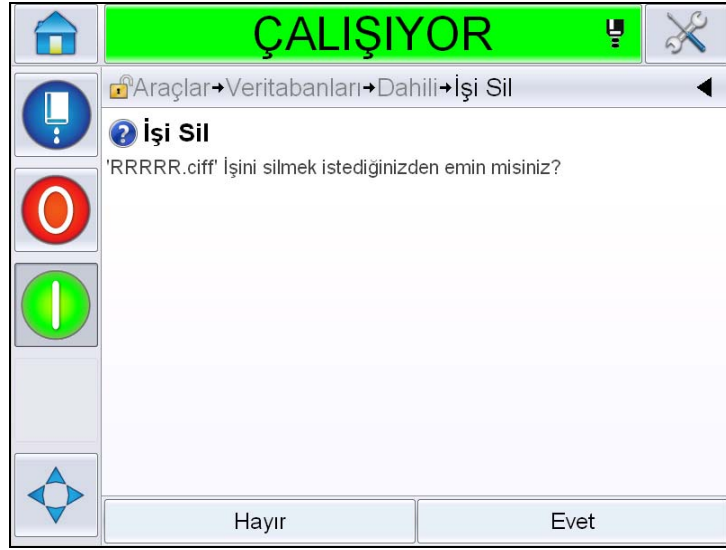 ÇALIŞIYOR
Araçlar→Veritabanları→Dahili→İşi Sil
İşi Sil
'RRRRR.ciff' İşini silmek istediğinizden emin misiniz?
Hayır
Evet